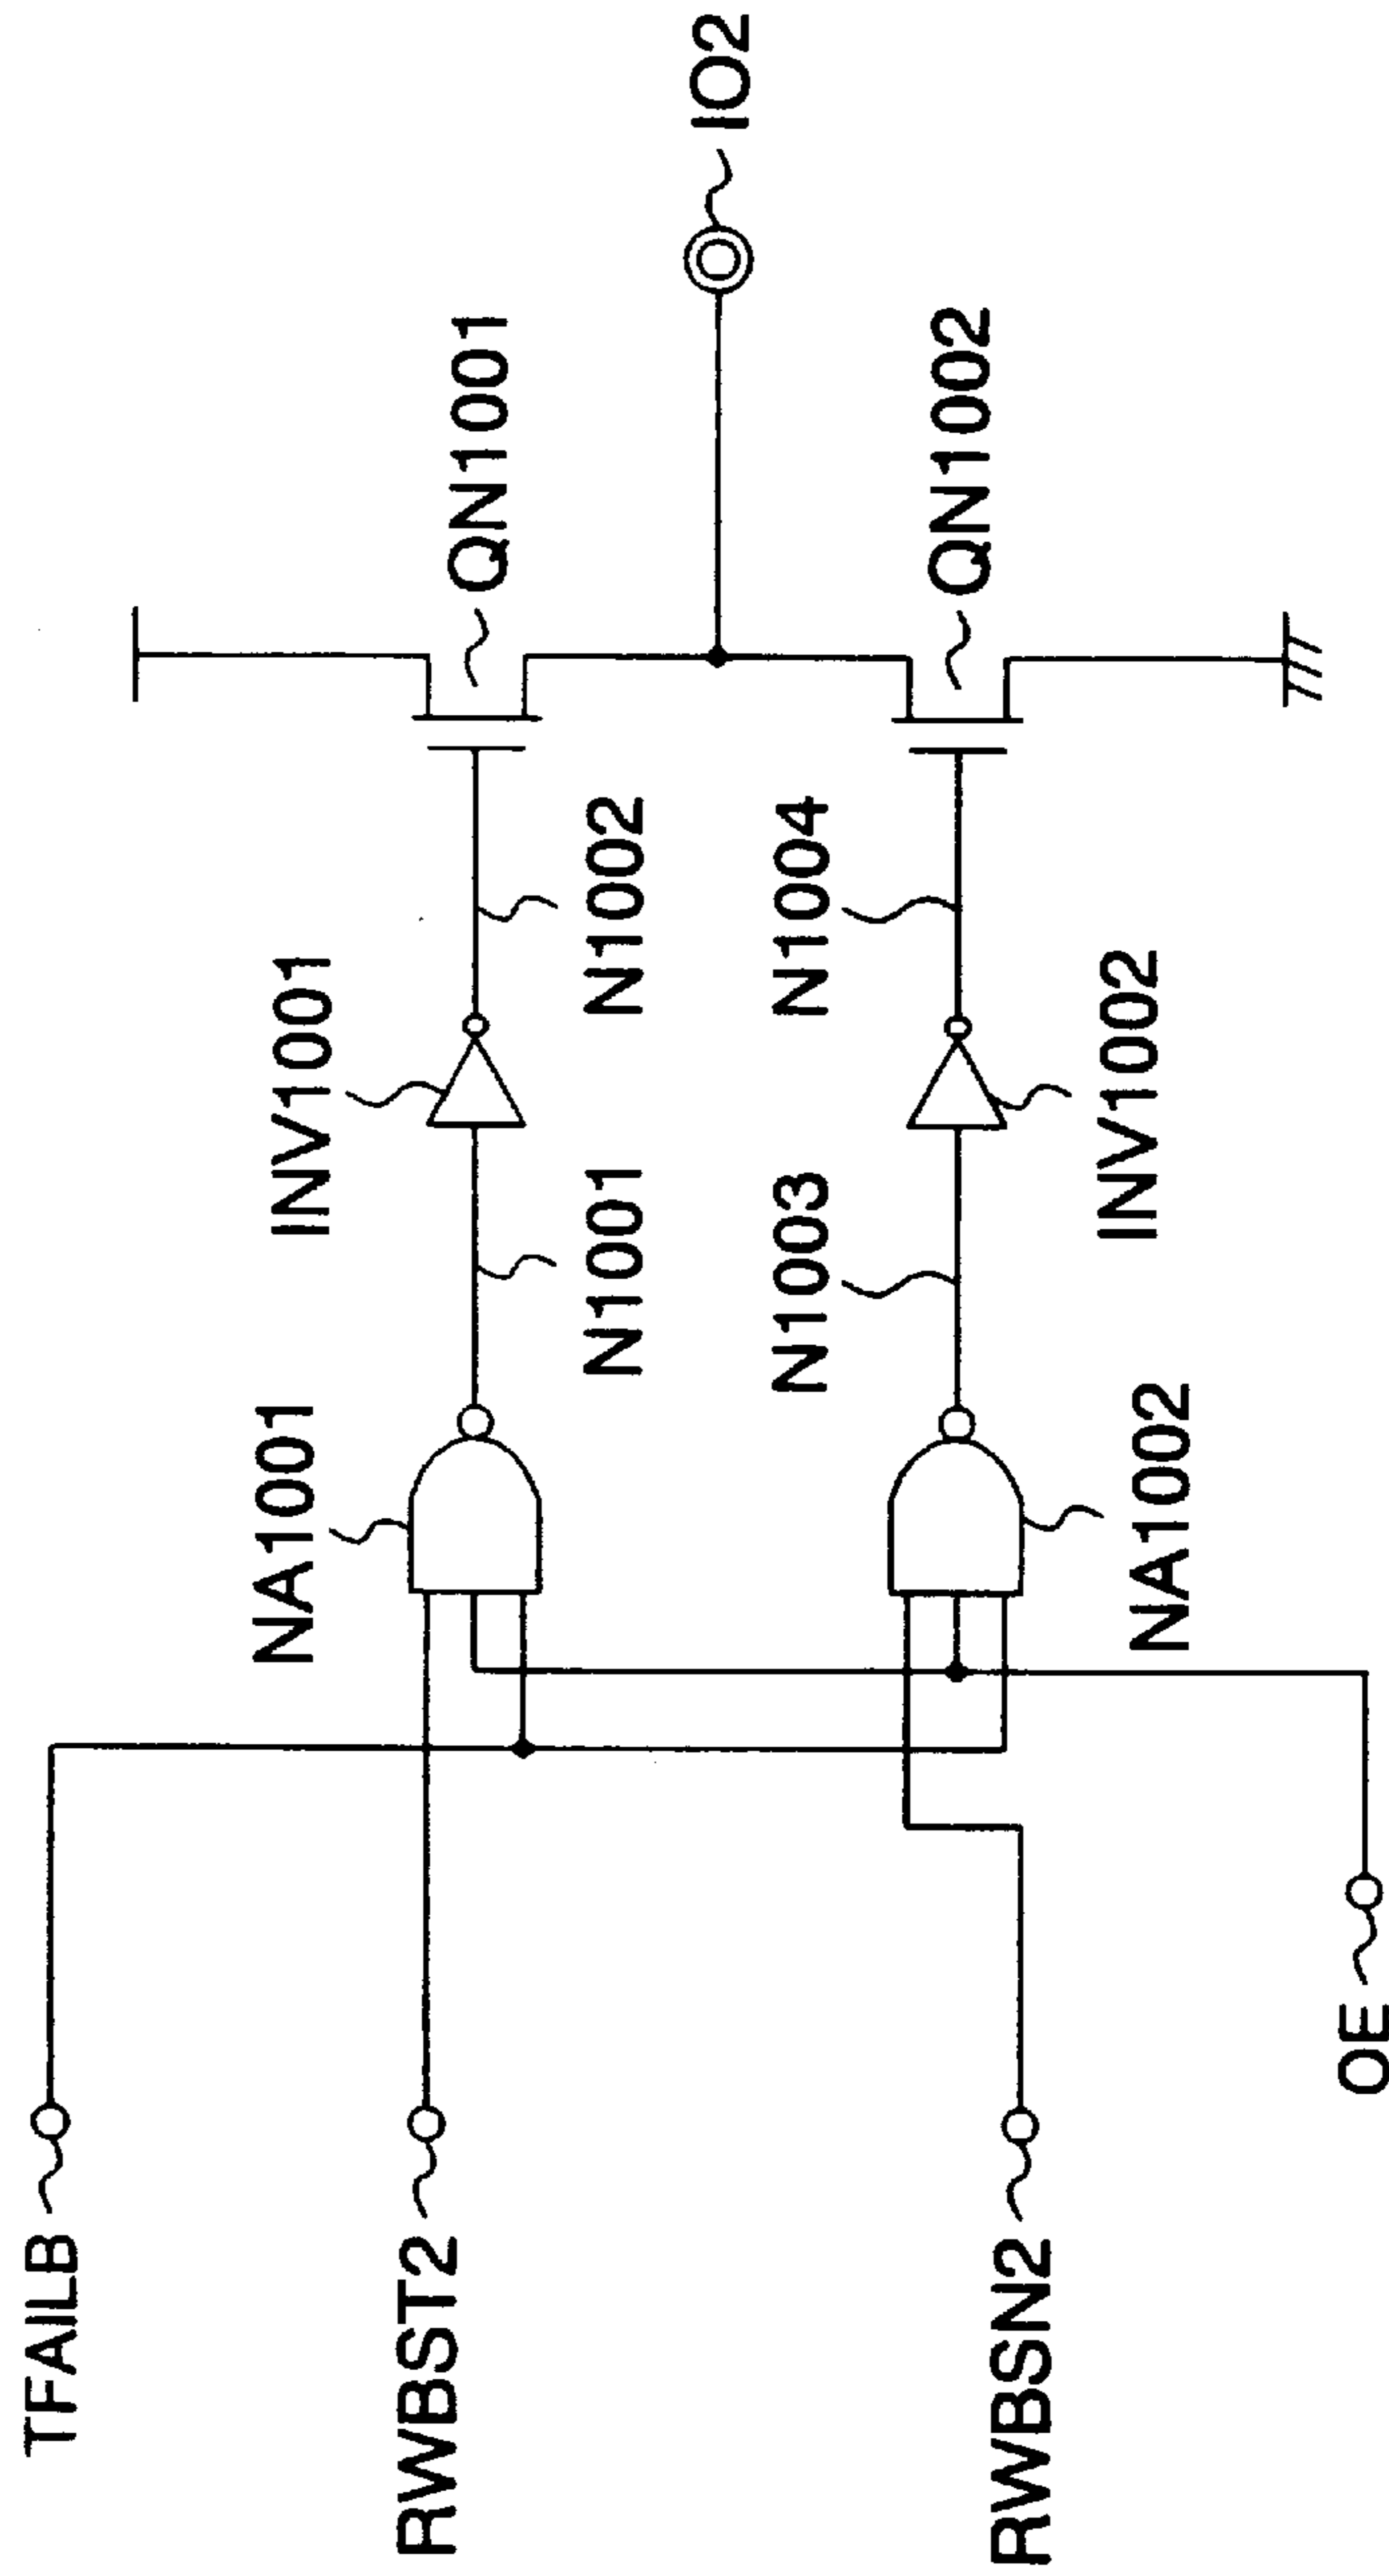 TFAILB
RWBST2
RWBSN2
OE
NA1001
NA1002
N1001
N1003
INV1001
INV1002
N1002
N1004
QN1001
QN1002
IO2